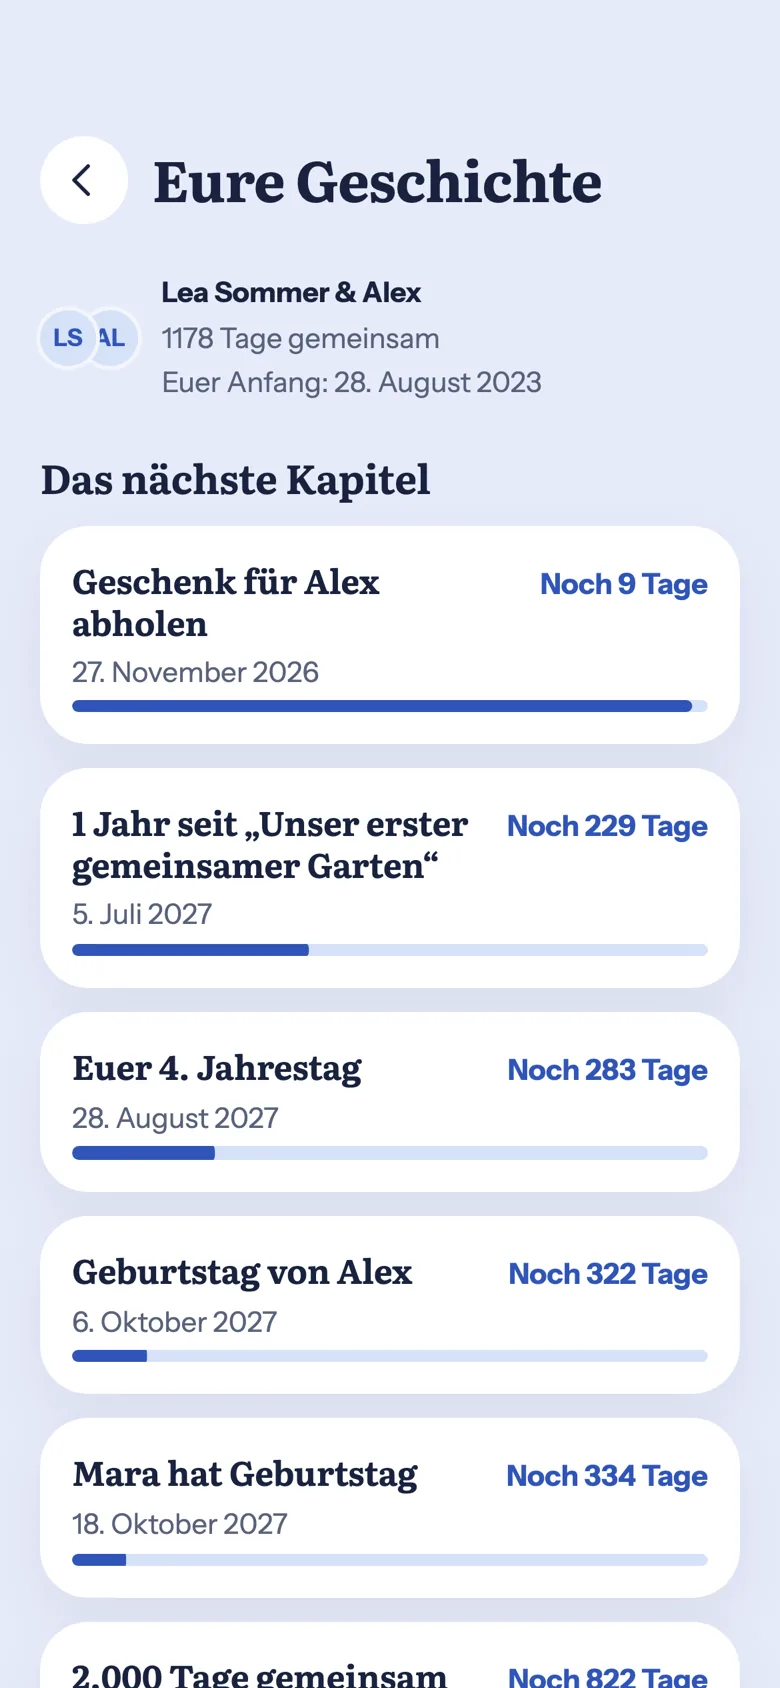 Eure Geschichte
Lea Sommer & Alex
LS AL
1178 Tage gemeinsam
Euer Anfang: 28. August 2023
Das nächste Kapitel
Geschenk für Alex
abholen
Noch 9 Tage
27. November 2026
1 Jahr seit „Unser erster
gemeinsamer Garten“
Noch 229 Tage
5. Juli 2027
Euer 4. Jahrestag
Noch 283 Tage
28. August 2027
Geburtstag von Alex
Noch 322 Tage
6. Oktober 2027
Mara hat Geburtstag
Noch 334 Tage
18. Oktober 2027
2.000 Tage gemeinsam
Noch 822 Tage